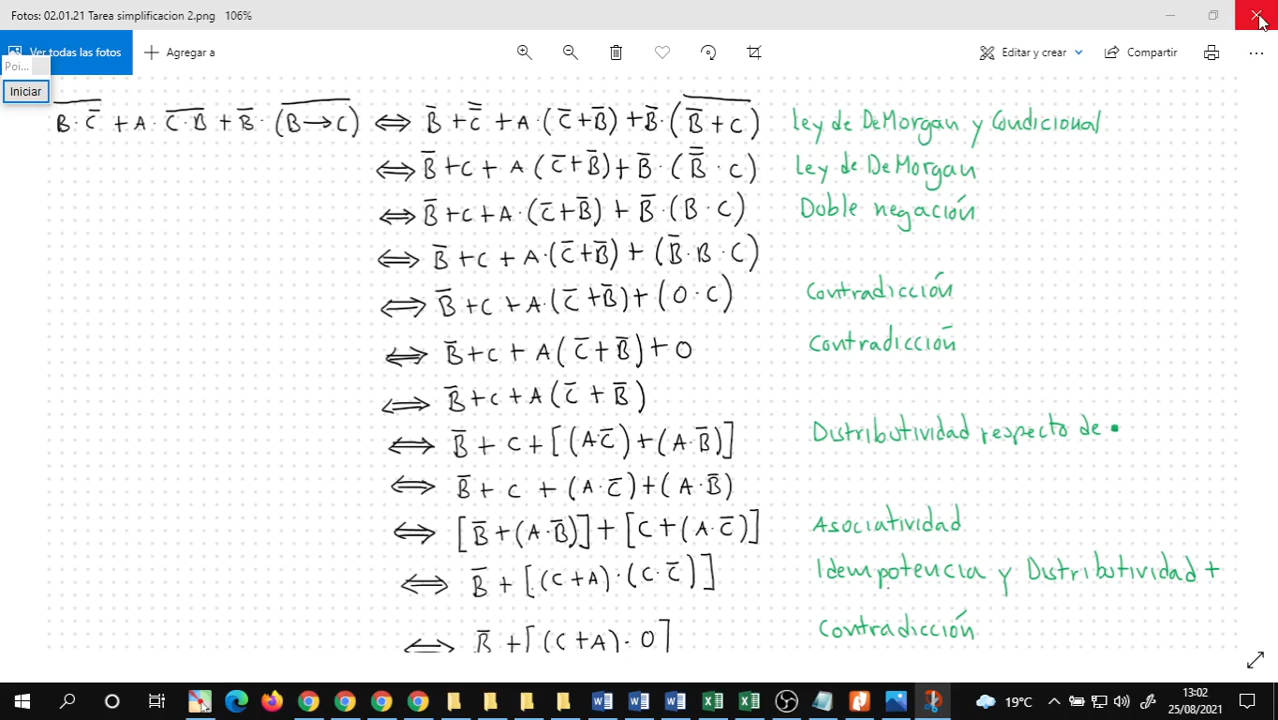 Fotos: 02.01.21 Tarea simplificacion 2.png 106%
Ver todas las fotos
Agregar a
Editar y crear
Compartir
Poi...
Iniciar
B·C̅̅ + A·C̅·̅B̅ + B̅·(B̅→̅C̅) ⟺ B̅ + C̿ + A·(C̅+B̅) + B̅·(B̿+̅C̅) Ley de DeMorgan y Condicional
⟺ B̅ + C + A(C̅+B̅) + B̅·(B̿·C) Ley de DeMorgan
⟺ B̅ + C + A·(C̅+B̅) + B̅·(B·C) Doble negación
⟺ B̅ + C + A·(C̅+B̅) + (B̅·B·C)
⟺ B̅ + C + A·(C̅+B̅) + (0·C) Contradicción
⟺ B̅ + C + A(C̅+B̅) + 0 Contradicción
⟺ B̅ + C + A(C̅+B̅)
⟺ B̅ + C + [(A·C̅) + (A·B̅)] Distributividad respecto de •
⟺ B̅ + C + (A·C̅) + (A·B̅)
⟺ [B̅ + (A·B̅)] + [C + (A·C̅)] Asociatividad
⟺ B̅ + [(C+A)·(C·C̅)] Idempotencia y Distributividad +
⟺ B̅ + [(C+A)·0] Contradicción
19°C
13:02
25/08/2021